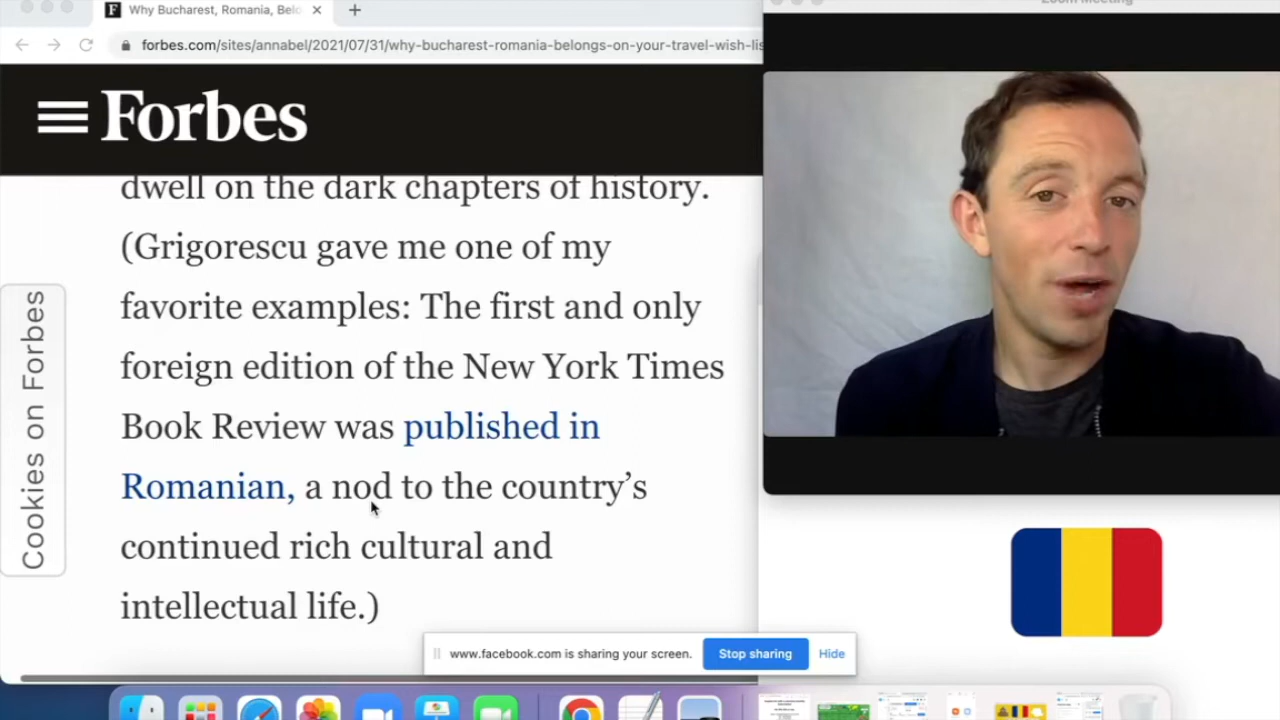 Why Bucharest, Romania, Belo
Zoom Meeting
forbes.com/sites/annabel/2021/07/31/why-bucharest-romania-belongs-on-your-travel-wish-lis
Forbes
dwell on the dark chapters of history.
(Grigorescu gave me one of my
favorite examples: The first and only
foreign edition of the New York Times
Book Review was published in
Romanian, a nod to the country’s
continued rich cultural and
intellectual life.)
Cookies on Forbes
www.facebook.com is sharing your screen.
Stop sharing
Hide